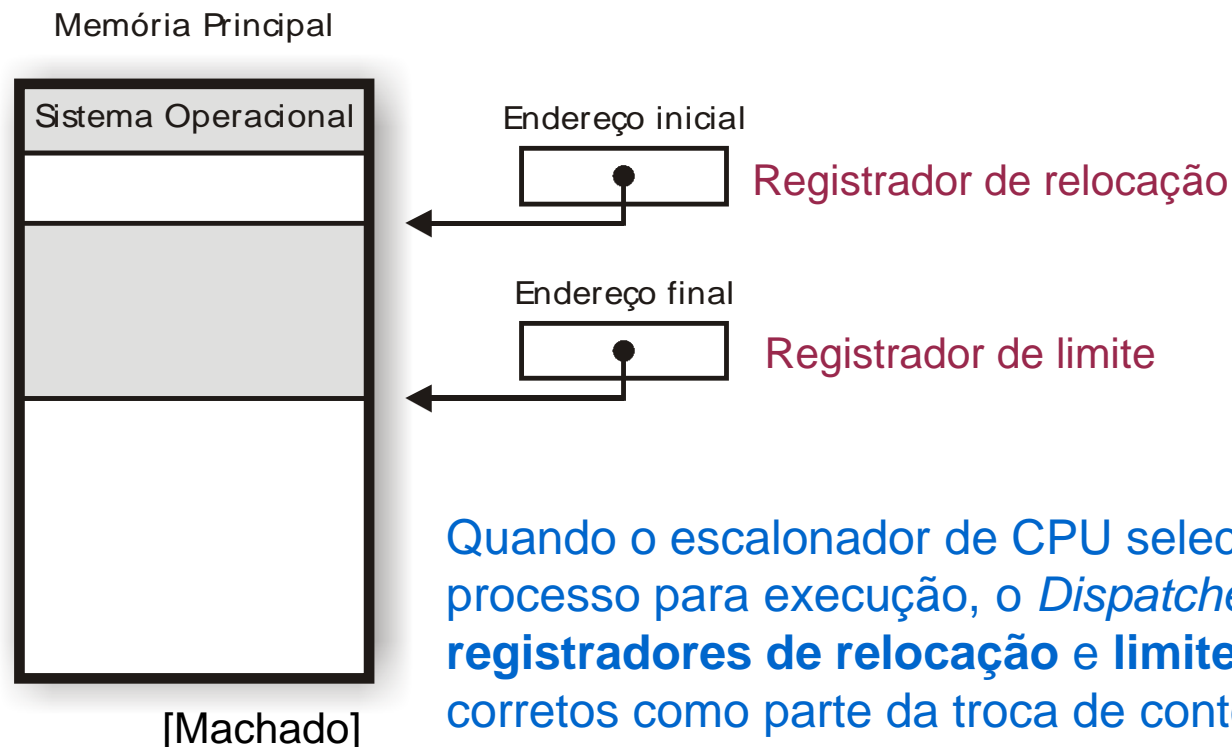 Memória Principal
Sistema Operacional
Endereço inicial
Registrador de relocação
Endereço final
Registrador de limite
Quando o escalonador de CPU selec
processo para execução, o Dispatche
registradores de relocação e limite
corretos como parte da troca de cont
[Machado]